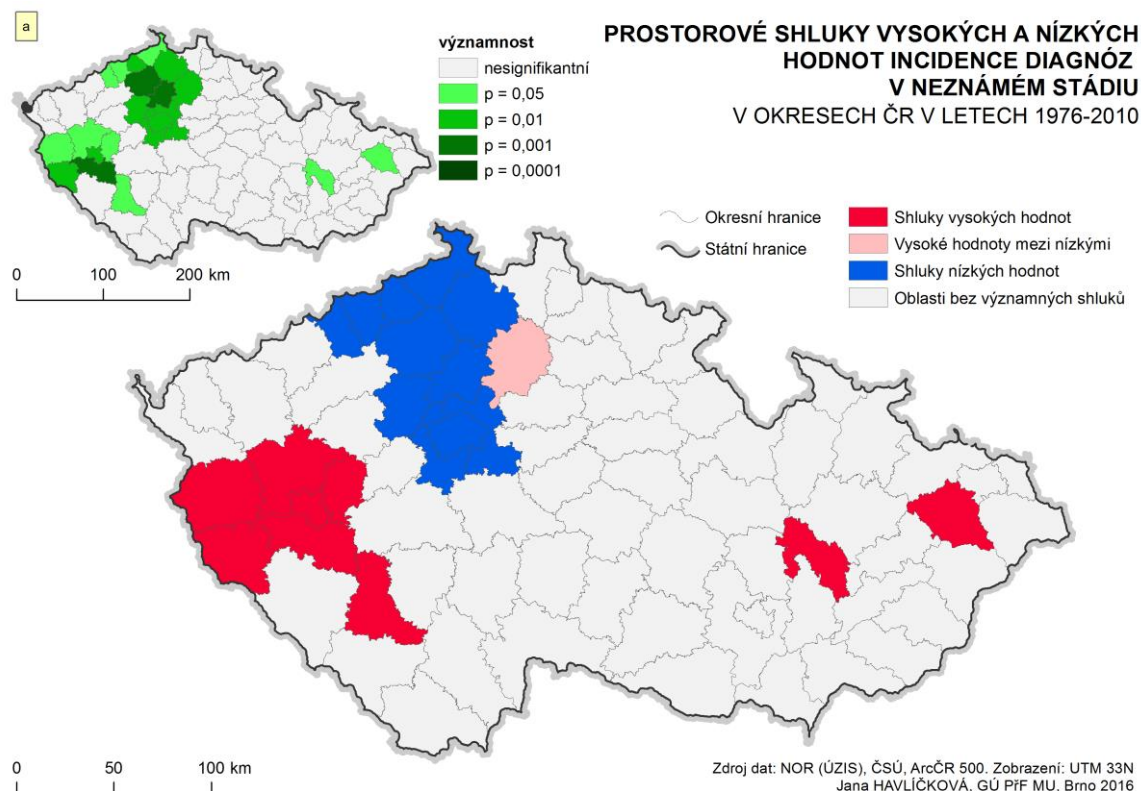 a
PROSTOROVÉ SHLUKY VYSOKÝCH A NÍZKÝCH
HODNOT INCIDENCE DIAGNÓZ
V NEZNÁMÉM STÁDIU
V OKRESECH ČR V LETECH 1976-2010
významnost
nesignifikantní
p = 0,05
p = 0,01
p = 0,001
p = 0,0001
0 100 200 km
Okresní hranice
Státní hranice
Shluky vysokých hodnot
Vysoké hodnoty mezi nízkými
Shluky nízkých hodnot
Oblasti bez významných shluků
0 50 100 km
Zdroj dat: NOR (ÚZIS), ČSÚ, ArcČR 500. Zobrazení: UTM 33N
Jana HAVLÍČKOVÁ, GÚ PřF MU, Brno 2016